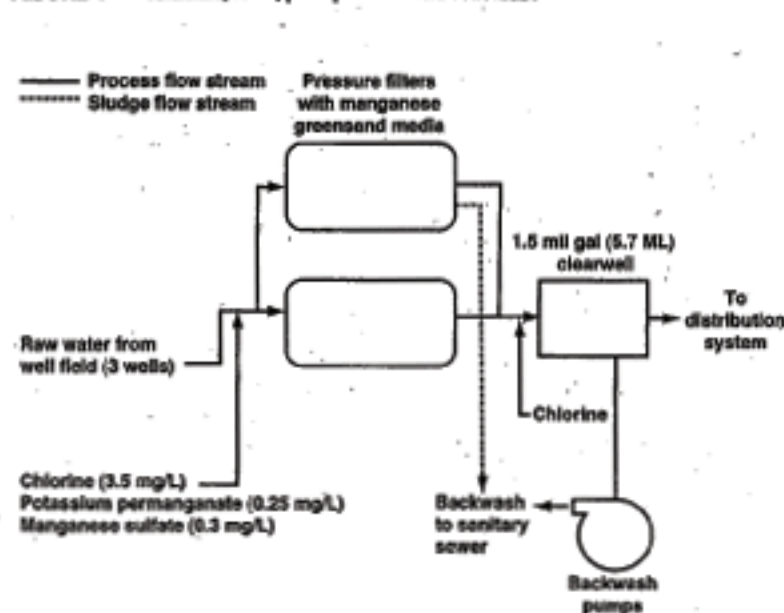 Process flow stream
Sludge flow stream
Pressure filters
with manganese
greensand media
1.5 mil gal (5.7 ML)
clearwell
To
distribution
system
Raw water from
well field (3 wells)
Chlorine
Chlorine (3.5 mg/L)
Potassium permanganate (0.25 mg/L)
Manganese sulfate (0.3 mg/L)
Backwash
to sanitary
sewer
Backwash
pumps